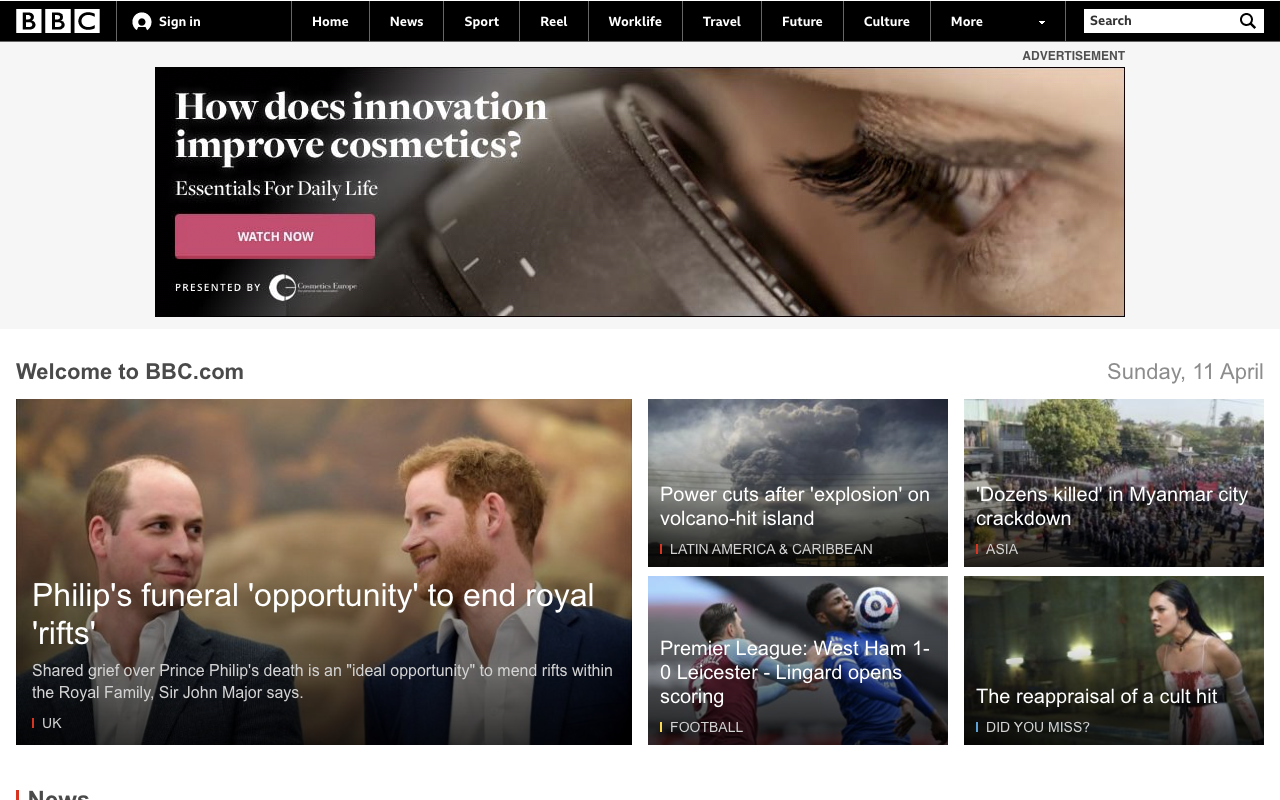 BBC
Sign in
Home
News
Sport
Reel
Worklife
Travel
Future
Culture
More
Search
ADVERTISEMENT
How does innovation
improve cosmetics?
Essentials For Daily Life
WATCH NOW
PRESENTED BY
Cosmetics Europe
Welcome to BBC.com
Sunday, 11 April
Philip's funeral 'opportunity' to end royal
'rifts'
Shared grief over Prince Philip's death is an "ideal opportunity" to mend rifts within
the Royal Family, Sir John Major says.
UK
Power cuts after 'explosion' on
volcano-hit island
LATIN AMERICA & CARIBBEAN
'Dozens killed' in Myanmar city
crackdown
ASIA
Premier League: West Ham 1-
0 Leicester - Lingard opens
scoring
FOOTBALL
The reappraisal of a cult hit
DID YOU MISS?
News